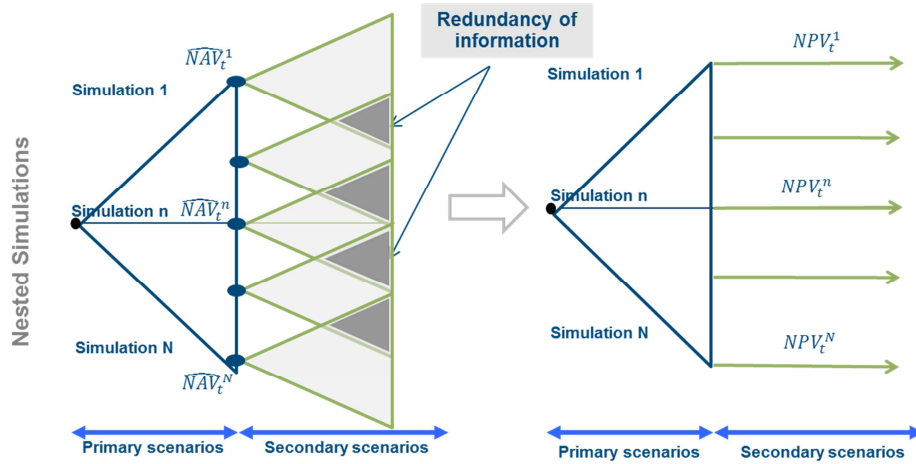 Nested Simulations
Redundancy of
information
$\widehat{NAV}_t^1$
Simulation 1
Simulation n
$\widehat{NAV}_t^n$
Simulation N
$\widehat{NAV}_t^N$
Primary scenarios
Secondary scenarios
$NPV_t^1$
Simulation 1
Simulation n
$NPV_t^n$
Simulation N
$NPV_t^N$
Primary scenarios
Secondary scenarios